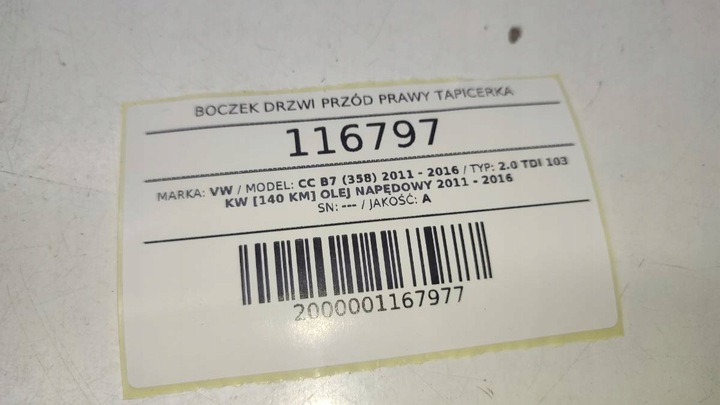 BOCZEK DRZWI PRZÓD PRAWY TAPICERKA
116797
MARKA: VW / MODEL: CC B7 (358) 2011 - 2016 / TYP: 2.0 TDI 103
KW [140 KM] OLEJ NAPĘDOWY 2011 - 2016
SN: --- / JAKOŚĆ: A
2000001167977